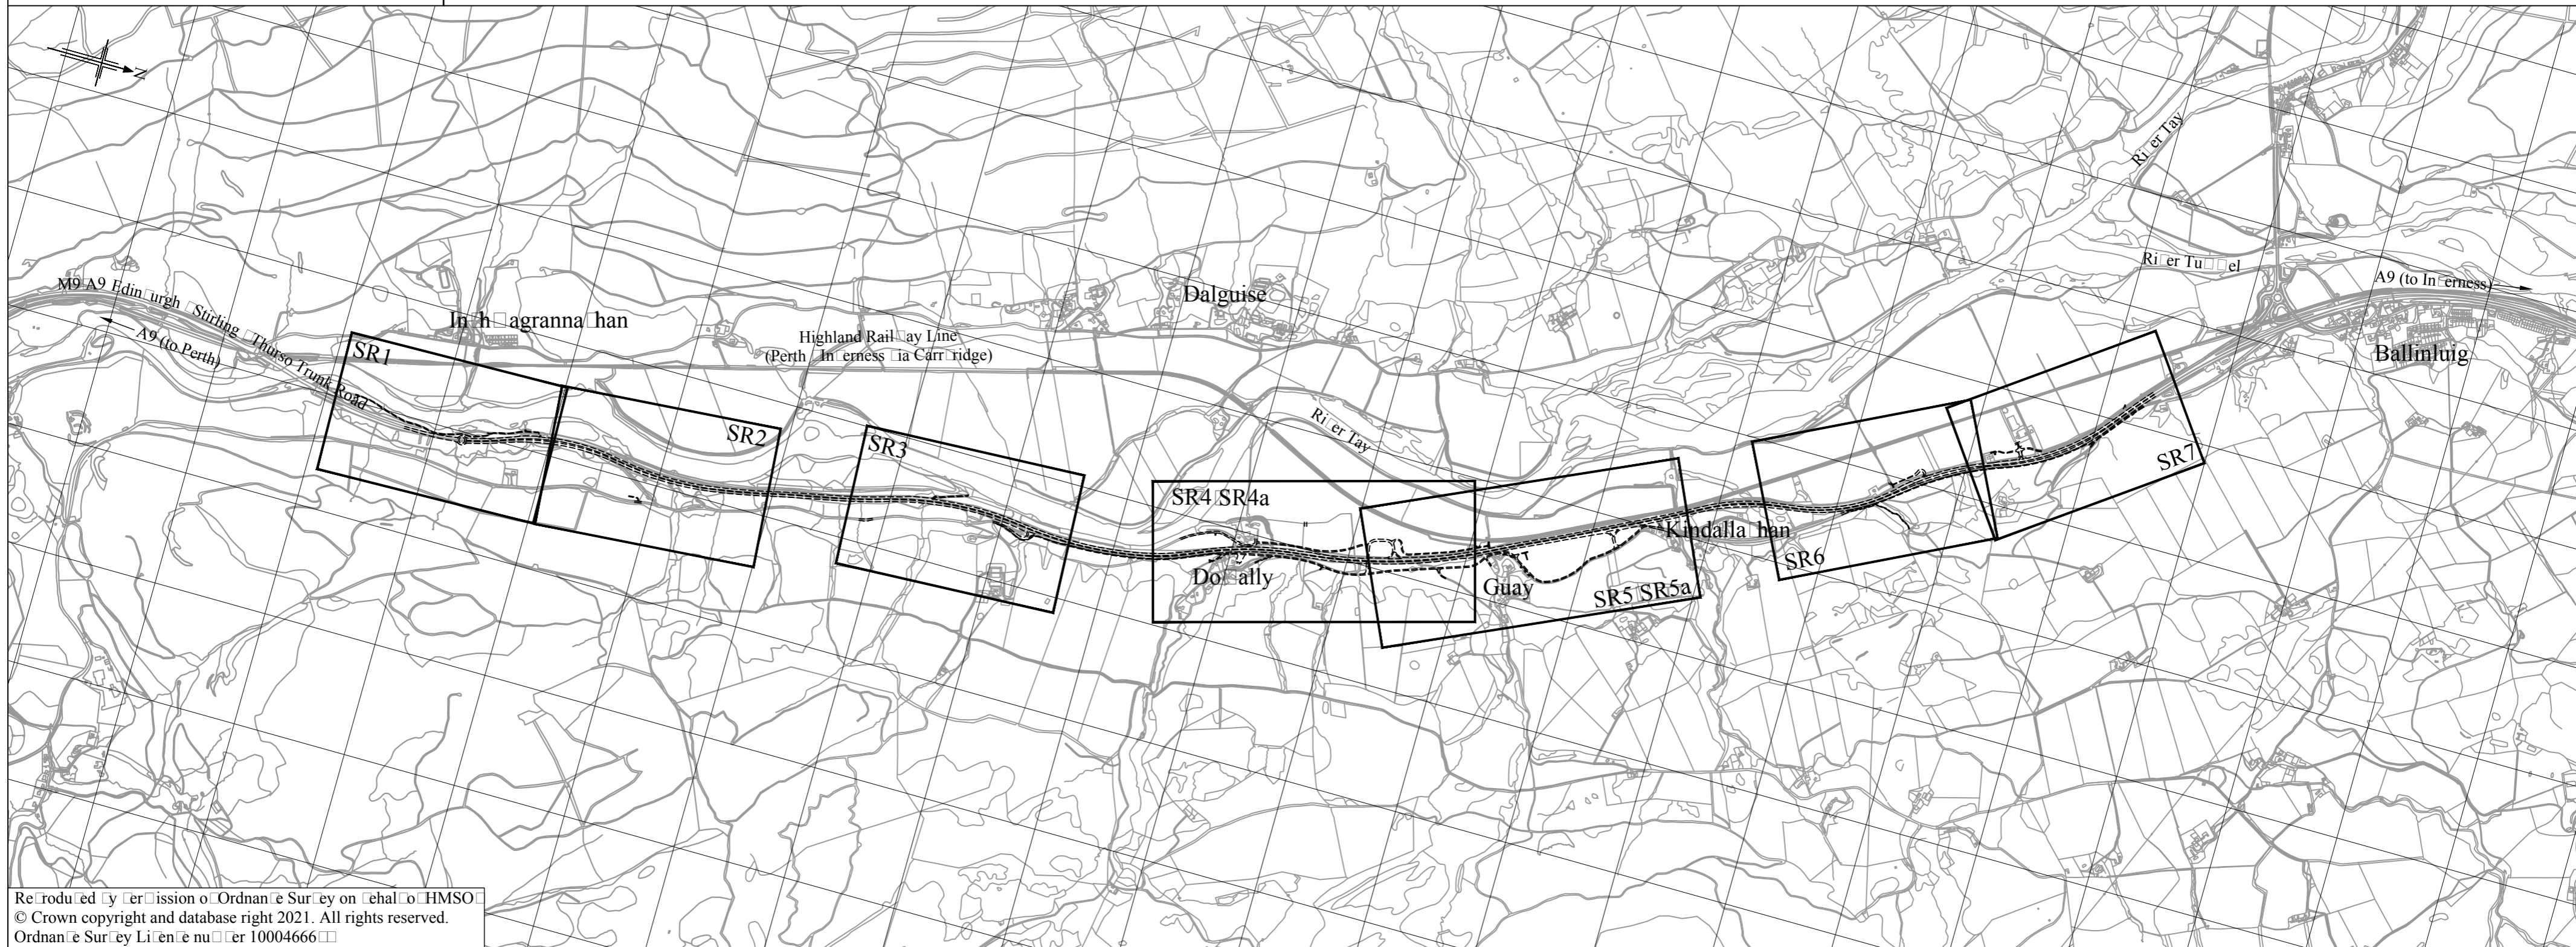 N
M9 A9 Edin□urgh □Stirling □Thurso Trunk Road
A9 (to Perth)
SR1
In□h□agranna□han
SR2
Highland Rail□ay Line
(Perth □In□erness □ia Carr□ridge)
SR3
Dalguise
Ri□er Tay
SR4 SR4a
Do□□ally
Guay
SR5 SR5a
Kindalla□han
SR6
SR7
Ri□er Tay
Ri□er Tu□□el
A9 (to In□erness)
Ballinluig
Re□rodu□ed □y □er□ission o□Ordnan□e Sur□ey on □ehal□o□HMSO□
© Crown copyright and database right 2021. All rights reserved.
Ordnan□e Sur□ey Li□en□e nu□□er 10004666□□